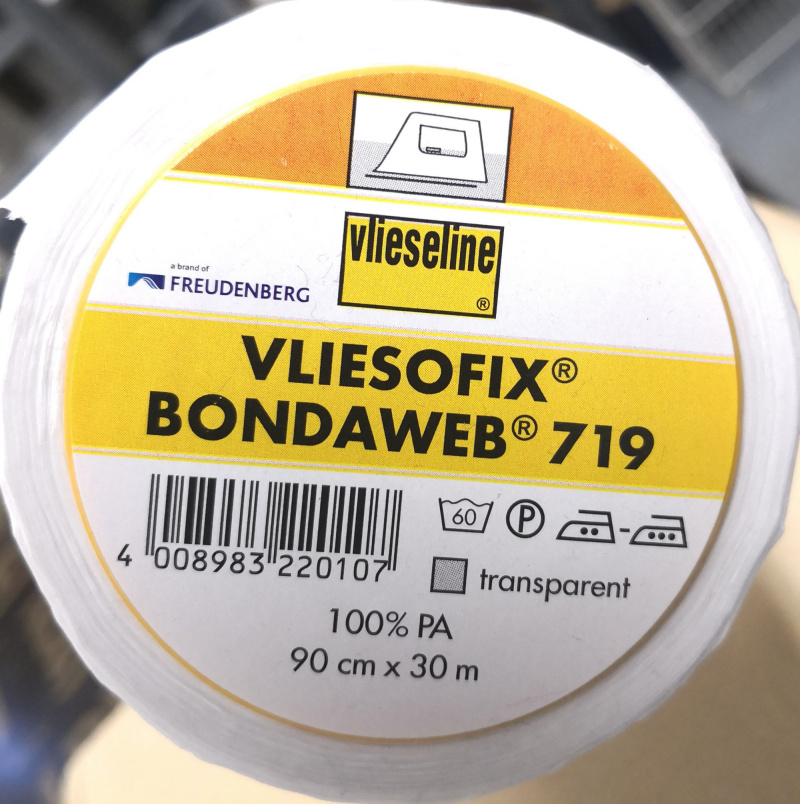 vlieseline ®
a brand of
FREUDENBERG
VLIESOFIX®
BONDAWEB® 719
60 P
4 008983 220107
transparent
100% PA
90 cm x 30 m